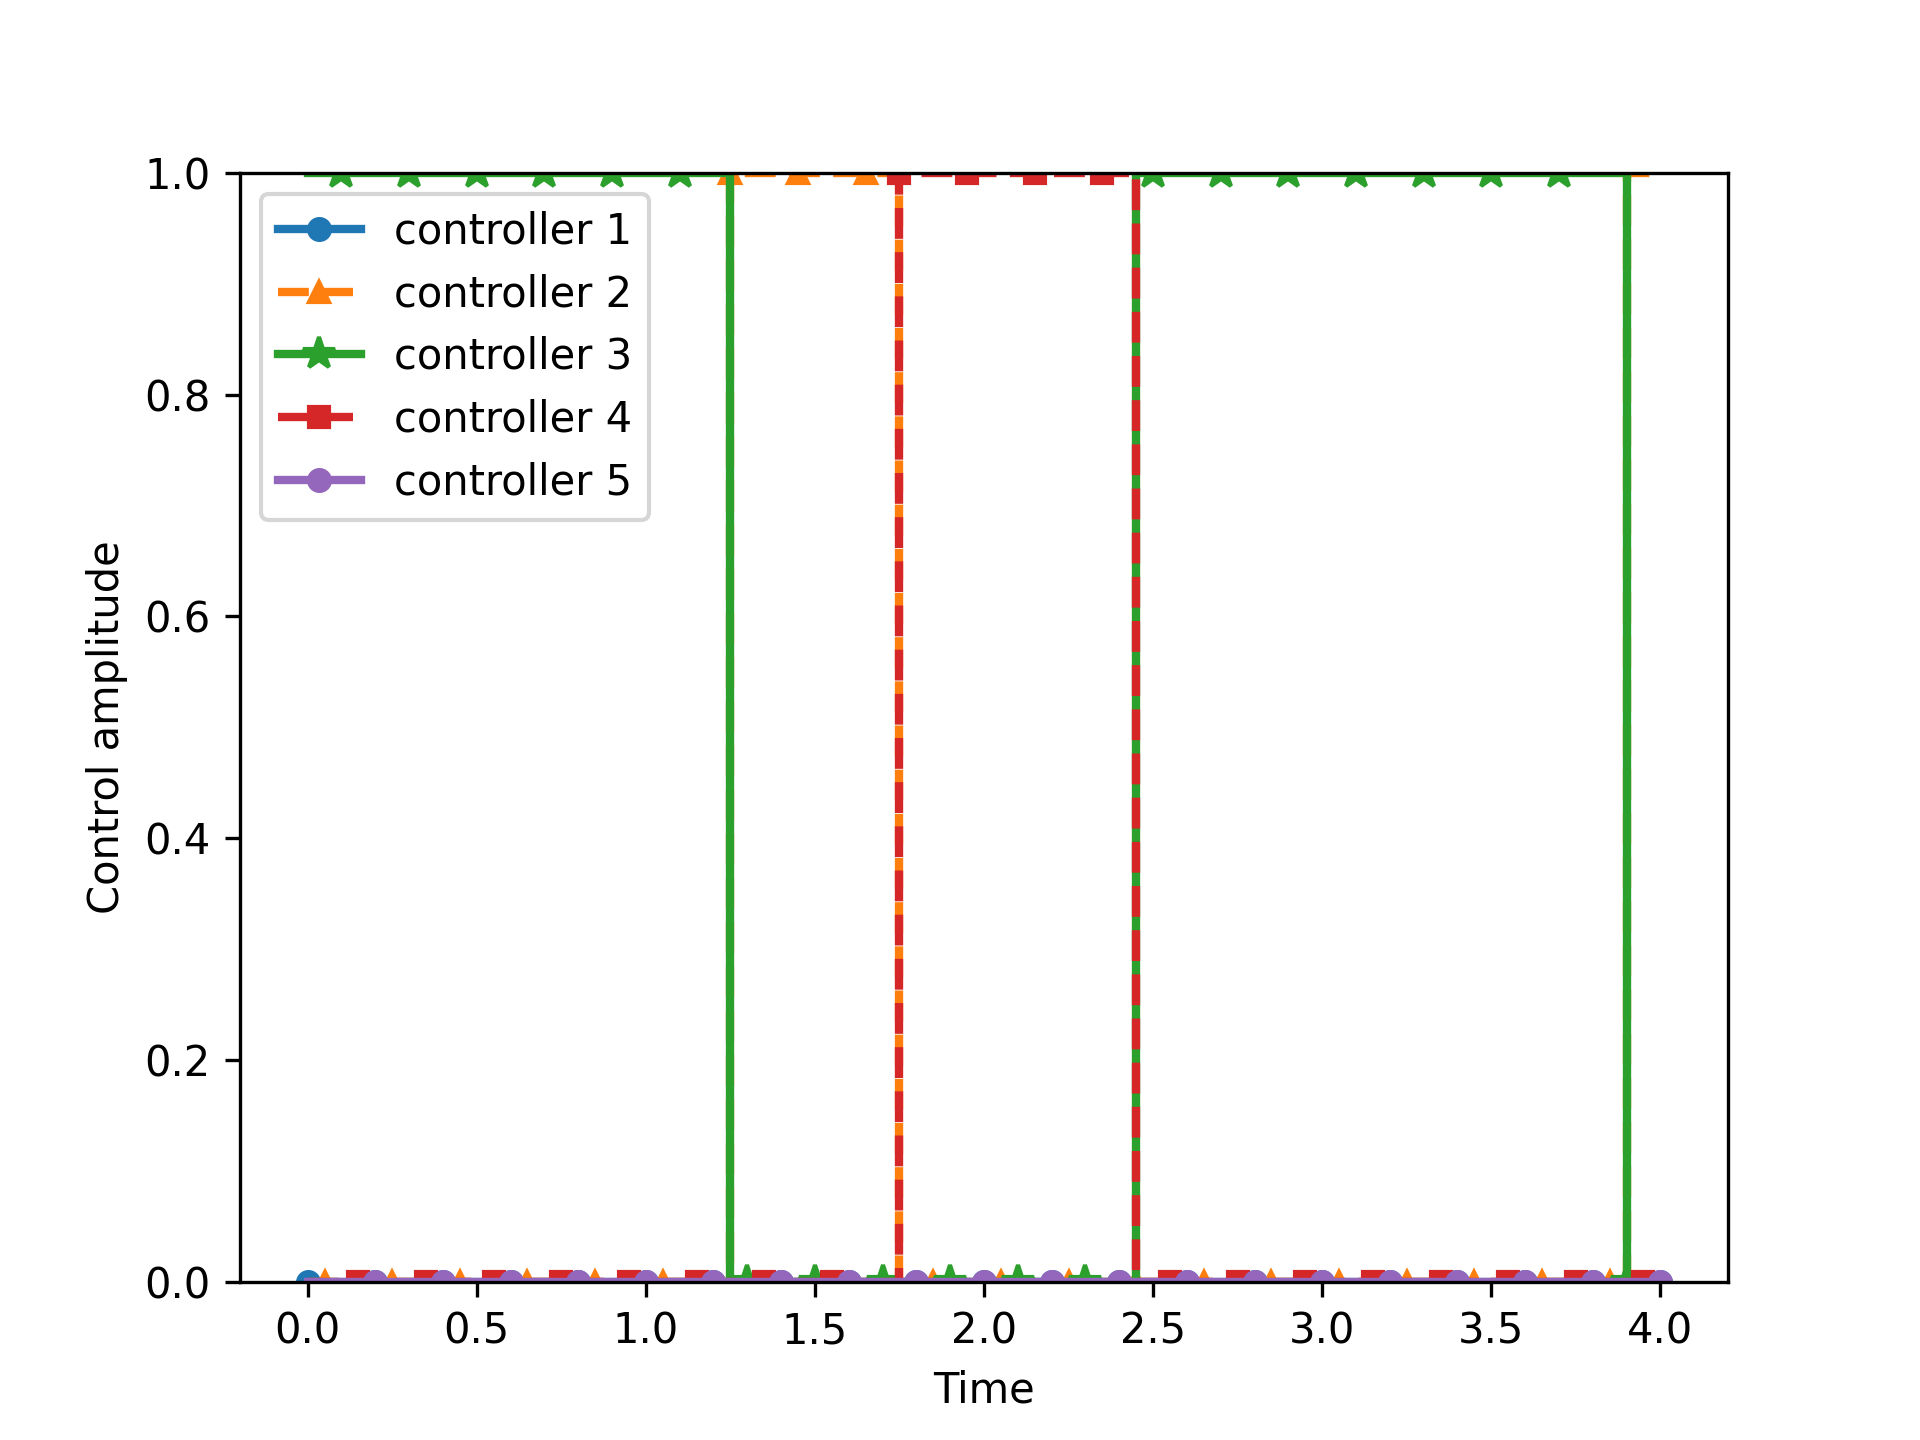 1.0
0.8
0.6
0.4
0.2
0.0
Control amplitude
controller 1
controller 2
controller 3
controller 4
controller 5
0.0 0.5 1.0 1.5 2.0 2.5 3.0 3.5 4.0
Time